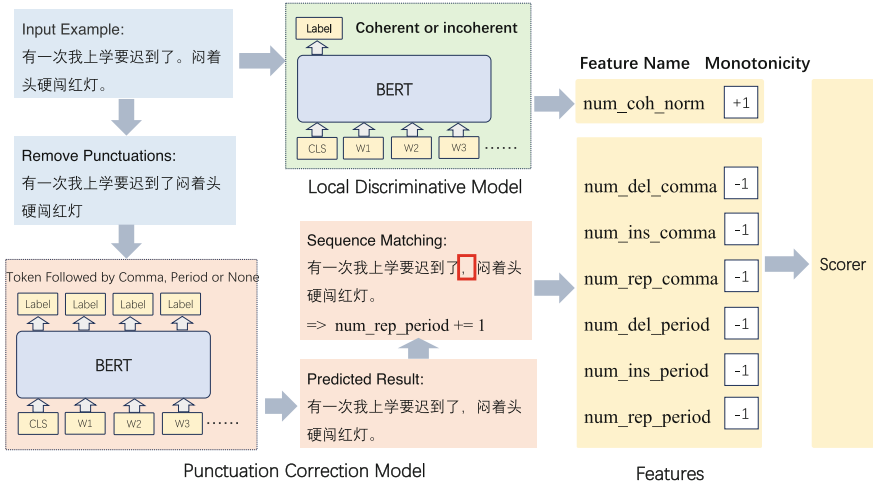 Input Example:
有一次我上学要迟到了。闷着
头硬闯红灯。
Remove Punctuations:
有一次我上学要迟到了闷着头
硬闯红灯
Token Followed by Comma, Period or None
Label Label Label Label
BERT
CLS W1 W2 W3 ······
Punctuation Correction Model
Label
Coherent or incoherent
BERT
CLS W1 W2 W3 ······
Local Discriminative Model
Sequence Matching:
有一次我上学要迟到了，闷着头
硬闯红灯。
=> num_rep_period += 1
Predicted Result:
有一次我上学要迟到了，闷着头
硬闯红灯。
Feature Name Monotonicity
num_coh_norm +1
num_del_comma -1
num_ins_comma -1
num_rep_comma -1
num_del_period -1
num_ins_period -1
num_rep_period -1
Features
Scorer